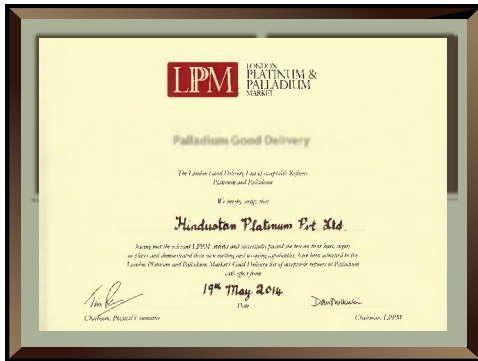 LPPM
LONDON
PLATINUM &
PALLADIUM
MARKET
Palladium Good Delivery
The London Good Delivery List of acceptable Refiners
Platinum and Palladium
We hereby certify that
Hindustan Platinum Pvt Ltd
having met the relevant LPPM criteria and successfully passed the test on their bars, ingots
or plates and demonstrated their own melting and assaying capabilities, have been admitted to the
London Platinum and Palladium Market's Good Delivery list of acceptable refiners of Palladium
with effect from
19th May 2014
Date
Chairman, Physical Committee
Chairman, LPPM